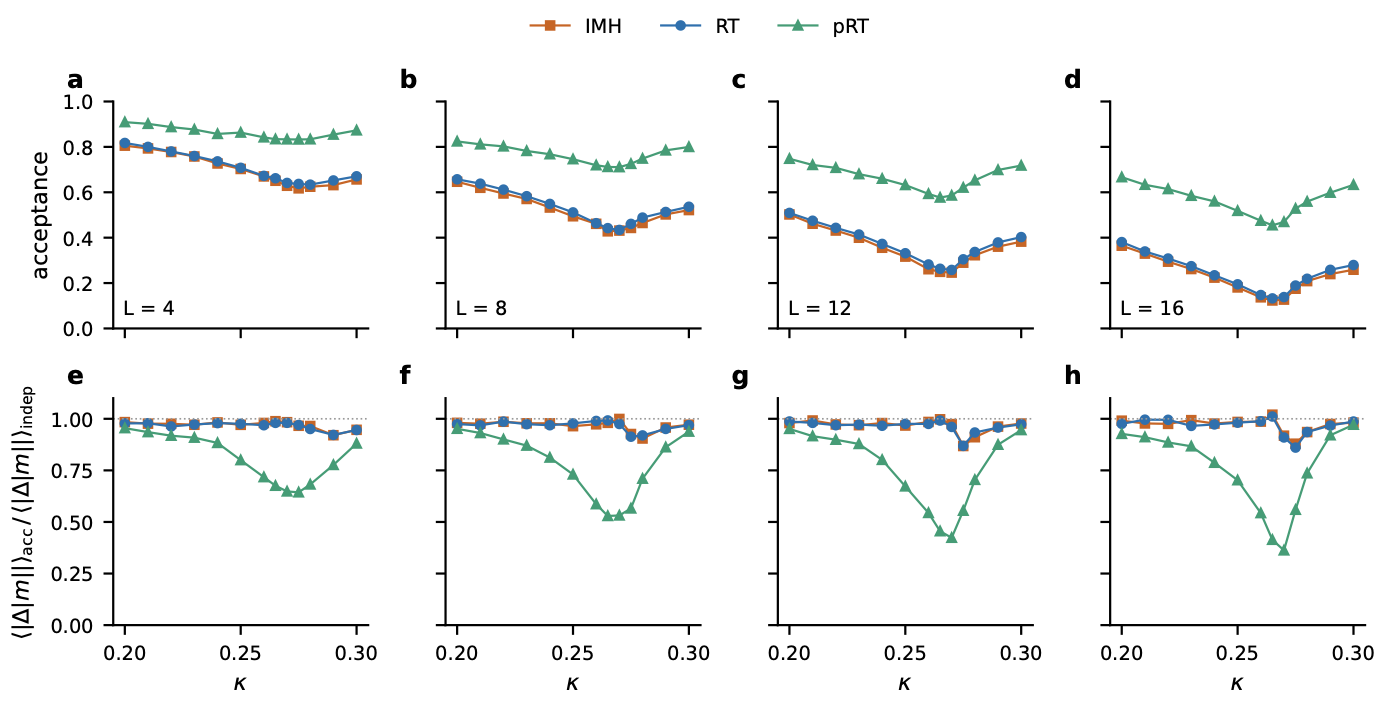 IMH RT pRT
a b c d
acceptance
1.0
0.8
0.6
0.4
0.2
0.0
L = 4 L = 8 L = 12 L = 16
e f g h
⟨|Δ|m||⟩acc / ⟨|Δ|m||⟩indep
1.00
0.75
0.50
0.25
0.00
0.20 0.25 0.30 0.20 0.25 0.30 0.20 0.25 0.30 0.20 0.25 0.30
κ κ κ κ